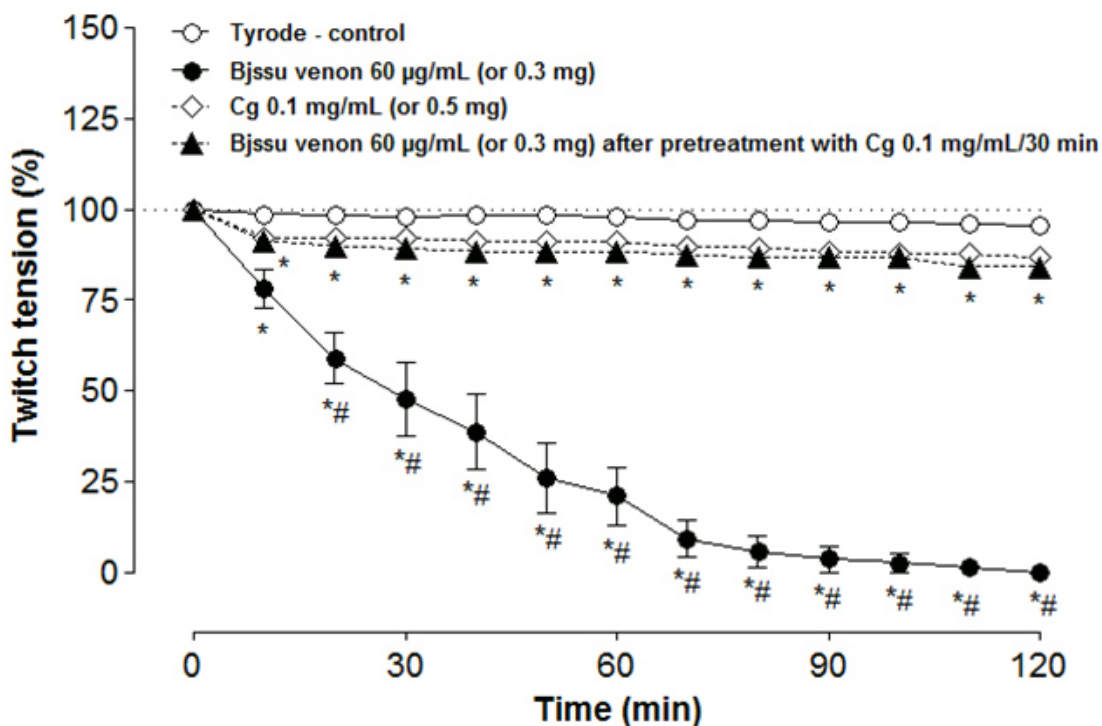 150
125
100
75
50
25
0
Twitch tension (%)
Tyrode - control
Bjssu venon 60 µg/mL (or 0.3 mg)
Cg 0.1 mg/mL (or 0.5 mg)
Bjssu venon 60 µg/mL (or 0.3 mg) after pretreatment with Cg 0.1 mg/mL/30 min
* * * * * * * * * * * *
* *# *# *# *# *# *# *# *# *# *# *#
0 30 60 90 120
Time (min)